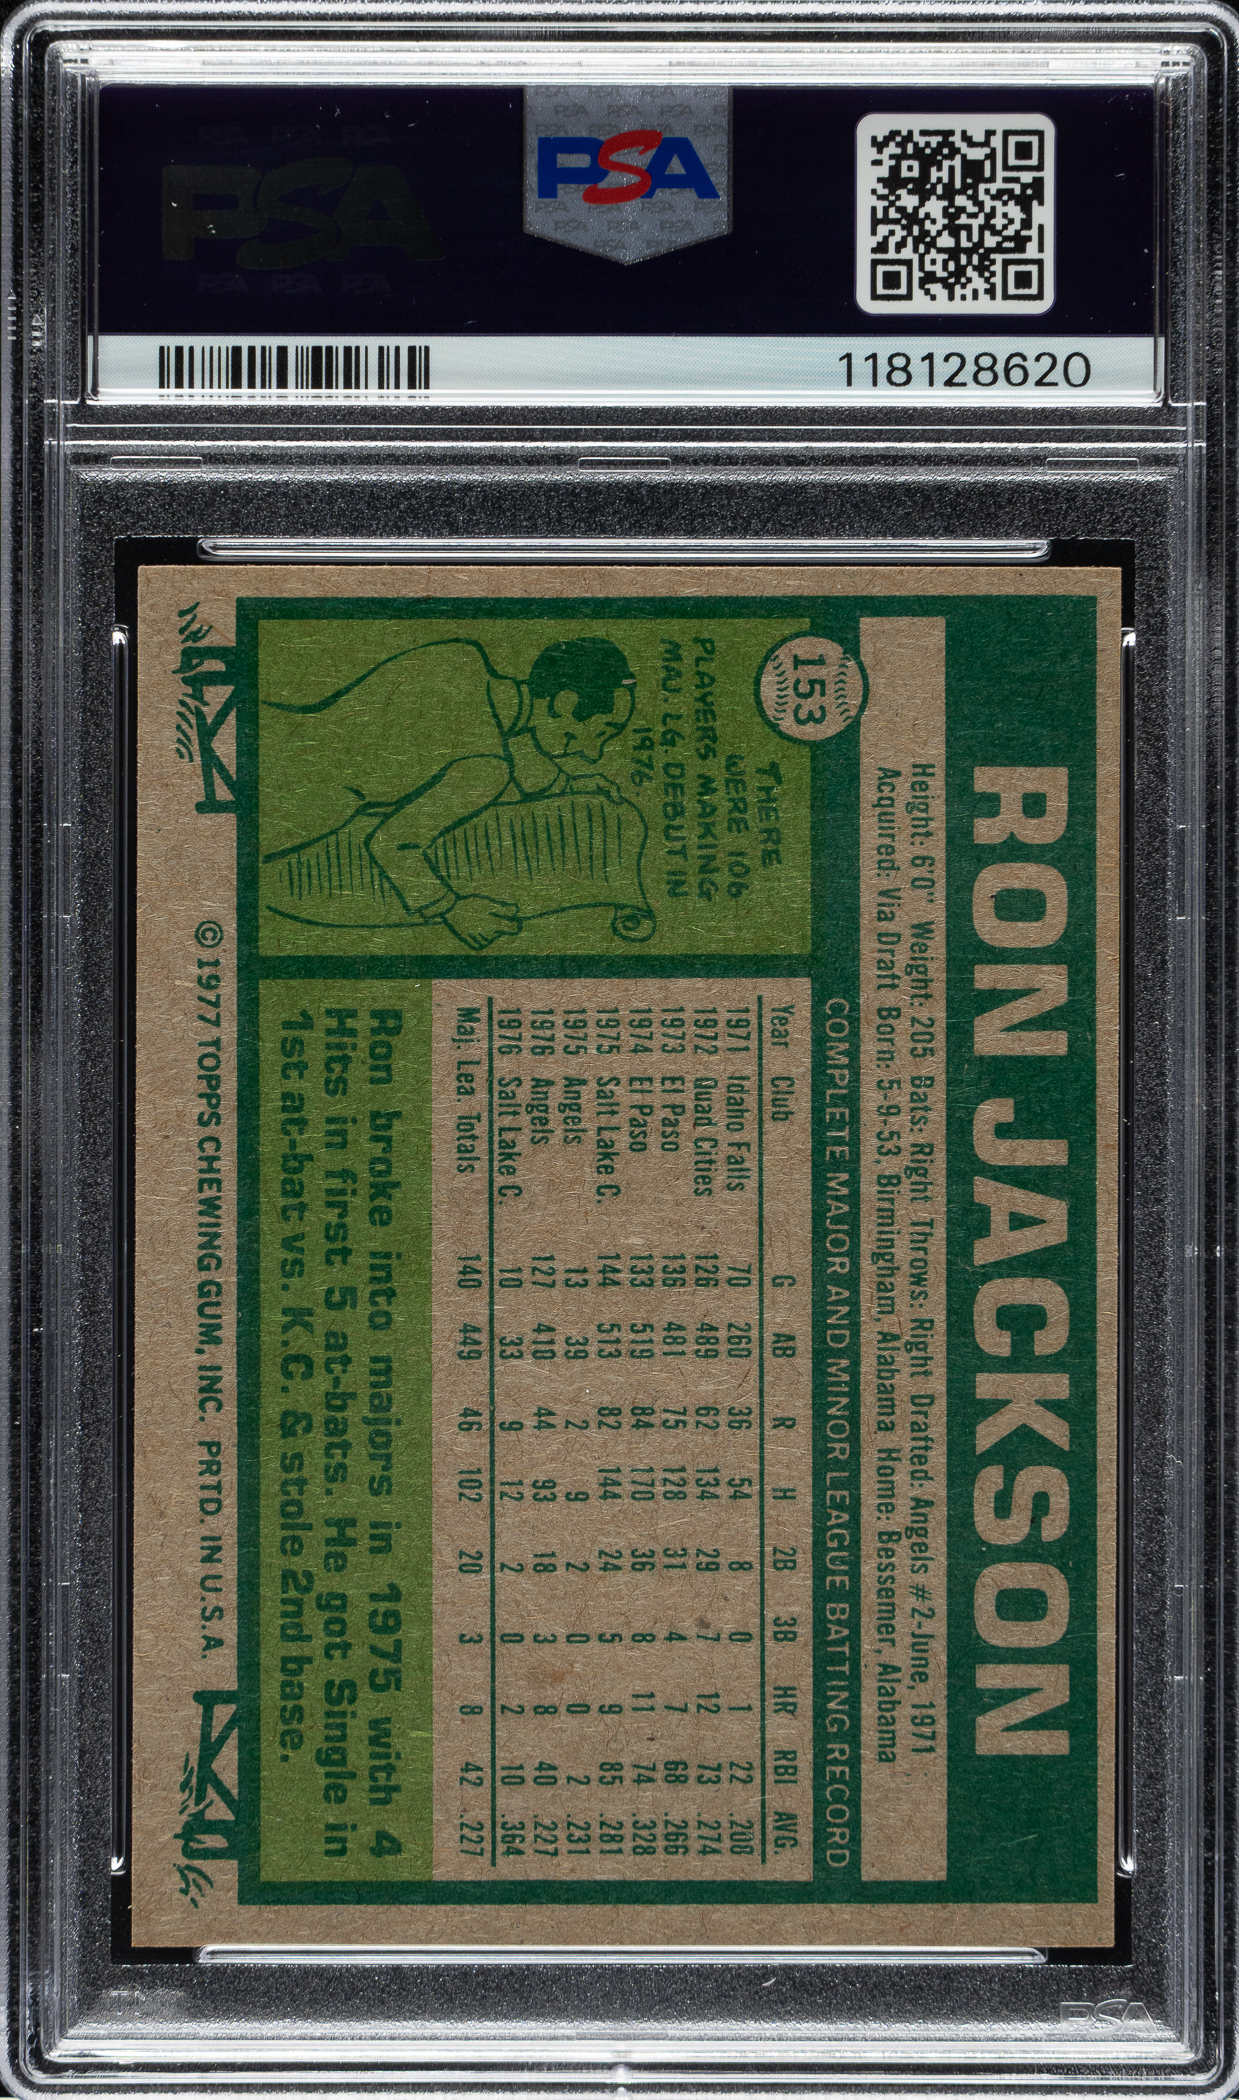 PSA
118128620
153
RON JACKSON
Height: 6'0" Weight: 205 Bats: Right Throws: Right Drafted: Angels #2-June, 1971
Acquired: Via Draft Born: 5-9-53, Birmingham, Alabama Home: Bessemer, Alabama
THERE
WERE 106
PLAYERS MAKING
MAJ. LG. DEBUT IN
1976
COMPLETE MAJOR AND MINOR LEAGUE BATTING RECORD
Year Club G AB R H 2B 3B HR RBI AVG.
1971 Idaho Falls 70 260 36 54 8 0 1 22 .208
1972 Quad Cities 126 489 62 134 29 7 12 73 .274
1973 El Paso 136 481 75 128 31 4 7 68 .266
1974 El Paso 133 519 84 170 36 8 11 74 .328
1975 Salt Lake C. 144 513 82 144 24 5 9 85 .281
1975 Angels 13 39 2 9 2 0 0 2 .231
1976 Angels 127 410 44 93 18 3 8 40 .227
1976 Salt Lake C. 10 33 9 12 2 0 2 10 .364
Maj. Lea. Totals 140 449 46 102 20 3 8 42 .227
Ron broke into majors in 1975 with 4
Hits in first 5 at-bats. He got Single in
1st at-bat vs. K.C. & stole 2nd base.
© 1977 TOPPS CHEWING GUM, INC. PRTD. IN U.S.A.
PSA